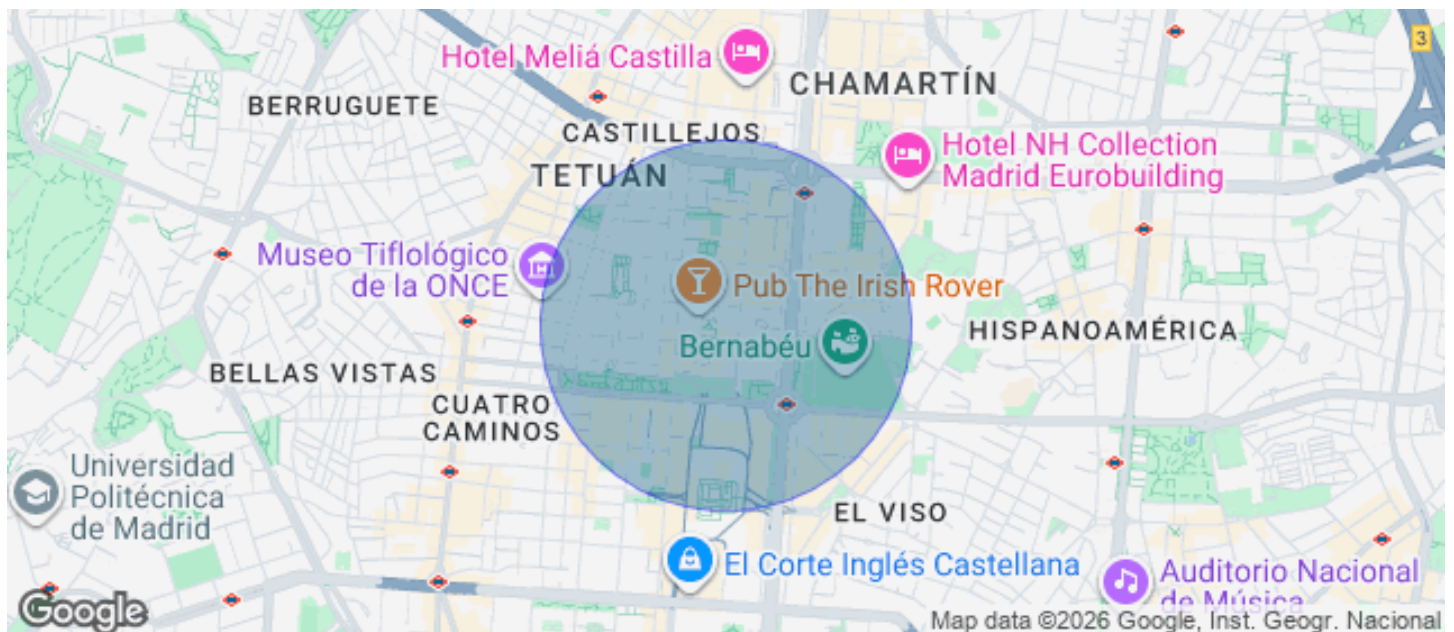 Hotel Meliá Castilla
CHAMARTÍN
3
BERRUGUETE
CASTILLEJOS
TETUÁN
Hotel NH Collection
Madrid Eurobuilding
Museo Tiflológico
de la ONCE
Pub The Irish Rover
Bernabéu
HISPANOAMÉRICA
BELLAS VISTAS
CUATRO
CAMINOS
Universidad
Politécnica
de Madrid
EL VISO
El Corte Inglés Castellana
Auditorio Nacional
de Música
Google
Map data ©2026 Google, Inst. Geogr. Nacional